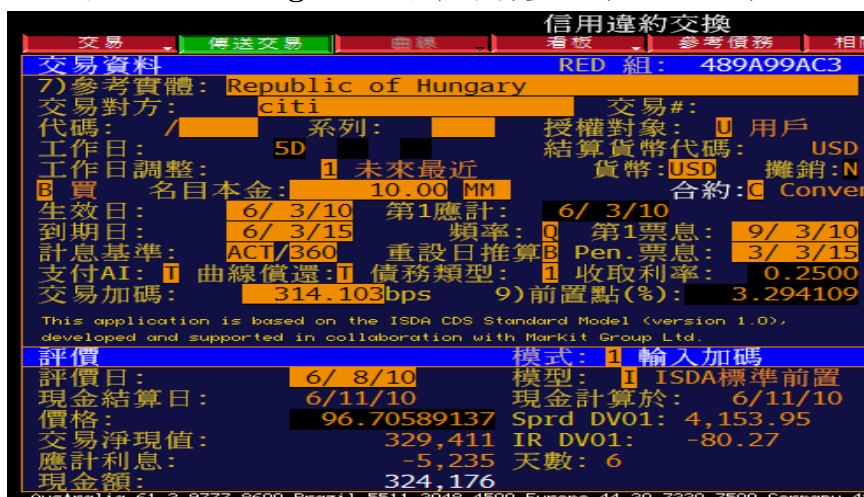 信用違約交換
交易 傳送交易 曲線 看板 參考債務
交易資料 RED 組: 489A99AC3
7)參考實體: Republic of Hungary
交易對方: citi 交易#:
代碼: / 系列: 授權對象: U 用戶
工作日: 5D 結算貨幣代碼: USD
工作日調整: 1 未來最近 貨幣:USD 攤銷:N
B 買 名目本金: 10.00 MM 合約:C Conver
生效日: 6/ 3/10 第1應計: 6/ 3/10
到期日: 6/ 3/15 頻率: Q 第1票息: 9/ 3/10
計息基準: ACT/360 重設日推算B Pen.票息: 3/ 3/15
支付AI: T 曲線償還:T 債務類型: 1 收取利率: 0.2500
交易加碼: 314.103bps 9)前置點(%): 3.294109
This application is based on the ISDA CDS Standard Model (version 1.0),
developed and supported in collaboration with Markit Group Ltd.
評價 模式: 1 輸入加碼
評價日: 6/ 8/10 模型: I ISDA標準前置
現金結算日: 6/11/10 現金計算於: 6/11/10
價格: 96.70589137 Sprd DV01: 4,153.95
交易淨現值: 329,411 IR DV01: -80.27
應計利息: -5,235 天數: 6
現金額: 324,176